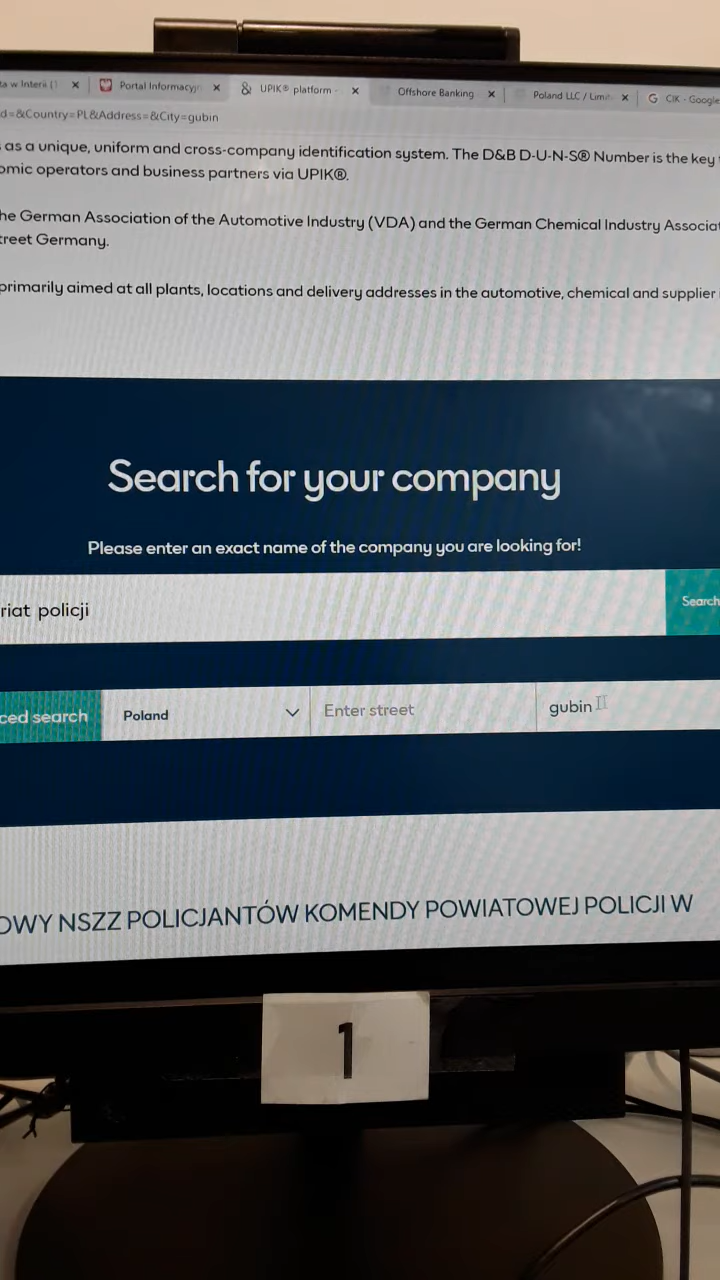 ta w Interii (1 Portal Informacyjn UPIK® platform - Offshore Banking Poland LLC / Limit CIK - Google
d=&Country=PL&Address=&City=gubin
as a unique, uniform and cross-company identification system. The D&B D-U-N-S® Number is the key
omic operators and business partners via UPIK®.
he German Association of the Automotive Industry (VDA) and the German Chemical Industry Associat
treet Germany.
primarily aimed at all plants, locations and delivery addresses in the automotive, chemical and supplier
Search for your company
Please enter an exact name of the company you are looking for!
riat policji
Search
ced search Poland Enter street gubin
OWY NSZZ POLICJANTÓW KOMENDY POWIATOWEJ POLICJI W
1